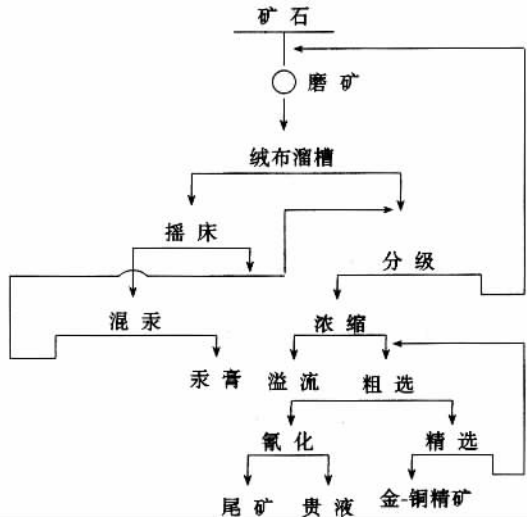 矿石
磨矿
绒布溜槽
摇床
分级
混汞
浓缩
汞膏
溢流
粗选
氰化
精选
尾矿
贵液
金-铜精矿